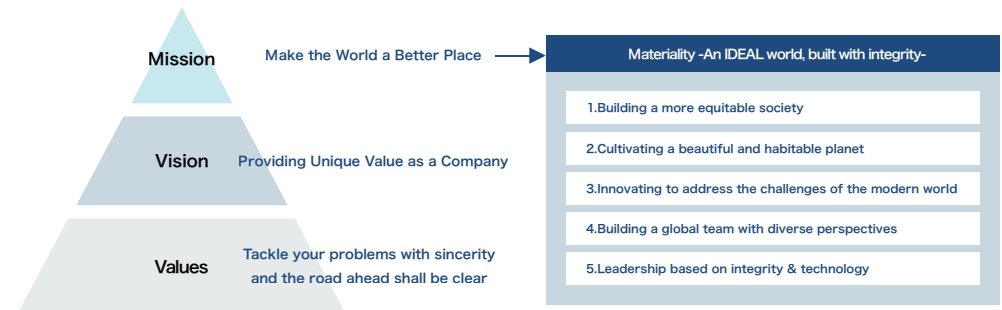 Mission
Make the World a Better Place
Vision
Providing Unique Value as a Company
Values
Tackle your problems with sincerity
and the road ahead shall be clear
Materiality -An IDEAL world, built with integrity-
1.Building a more equitable society
2.Cultivating a beautiful and habitable planet
3.Innovating to address the challenges of the modern world
4.Building a global team with diverse perspectives
5.Leadership based on integrity & technology